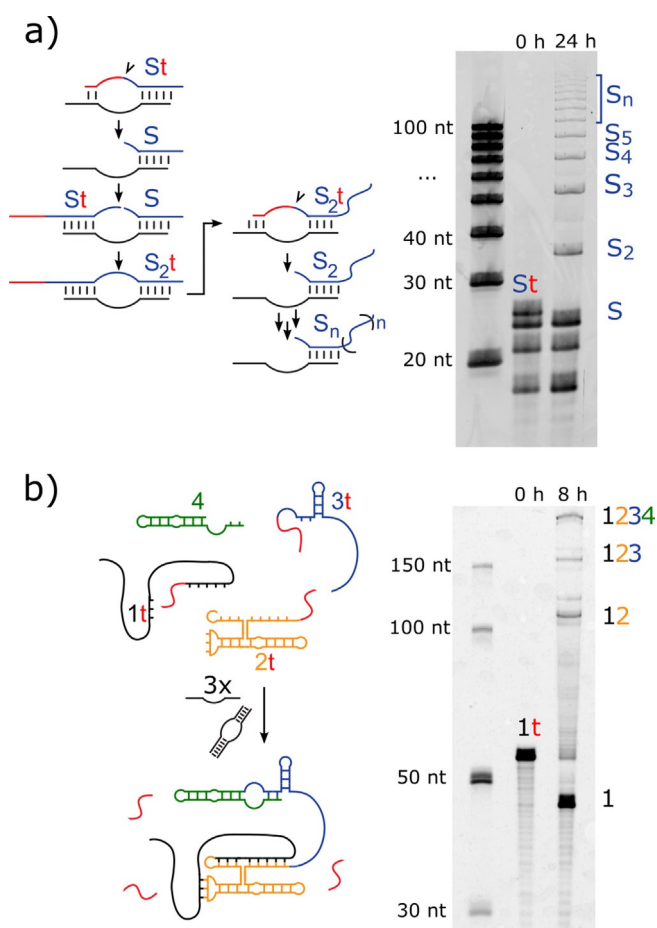 a)
St
S
St S
S₂t
S₂t
S₂
Sₙ n
0 h 24 h
100 nt
...
40 nt
30 nt
20 nt
St
Sₙ
S₅
S₄
S₃
S₂
S
b)
4
3t
1t
2t
3x
0 h 8 h
150 nt
100 nt
50 nt
30 nt
1t
1234
123
12
1